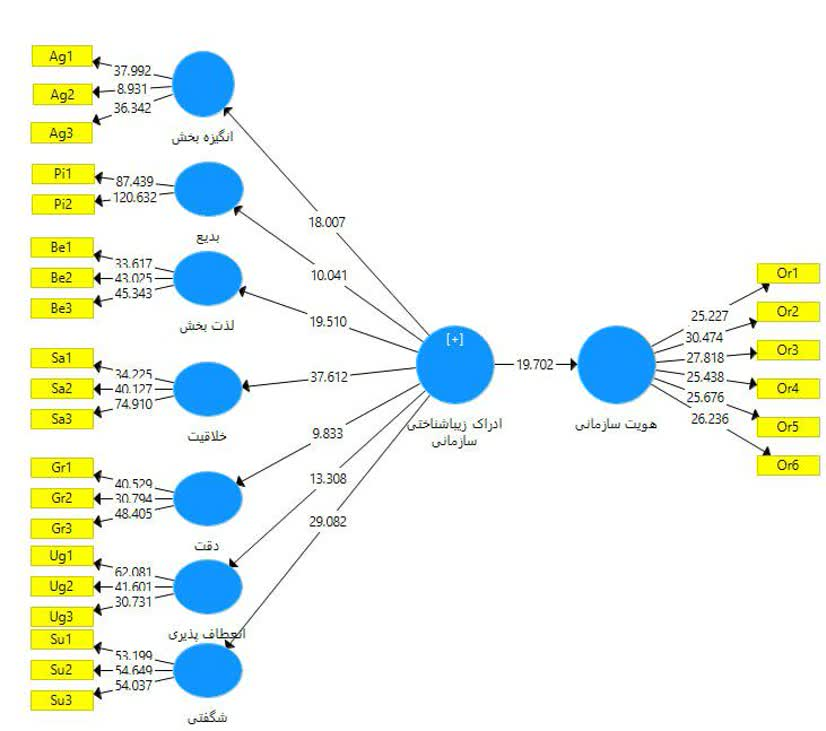 Ag1
37.992
Ag2
8.931
Ag3
36.342
انگیزه بخش
Pi1
87.439
Pi2
120.632
بدیع
Be1
33.617
Be2
43.025
Be3
45.343
لذت بخش
Sa1
34.225
Sa2
40.127
Sa3
74.910
خلاقیت
Gr1
40.529
Gr2
30.794
Gr3
48.405
دقت
Ug1
62.081
Ug2
41.601
Ug3
30.731
انعطاف پذیری
Su1
53.199
Su2
54.649
Su3
54.037
شگفتی
18.007
10.041
19.510
37.612
9.833
13.308
29.082
[+]
ادراک زیباشناختی
سازمانی
19.702
هویت سازمانی
25.227
30.474
27.818
25.438
25.676
26.236
Or1
Or2
Or3
Or4
Or5
Or6